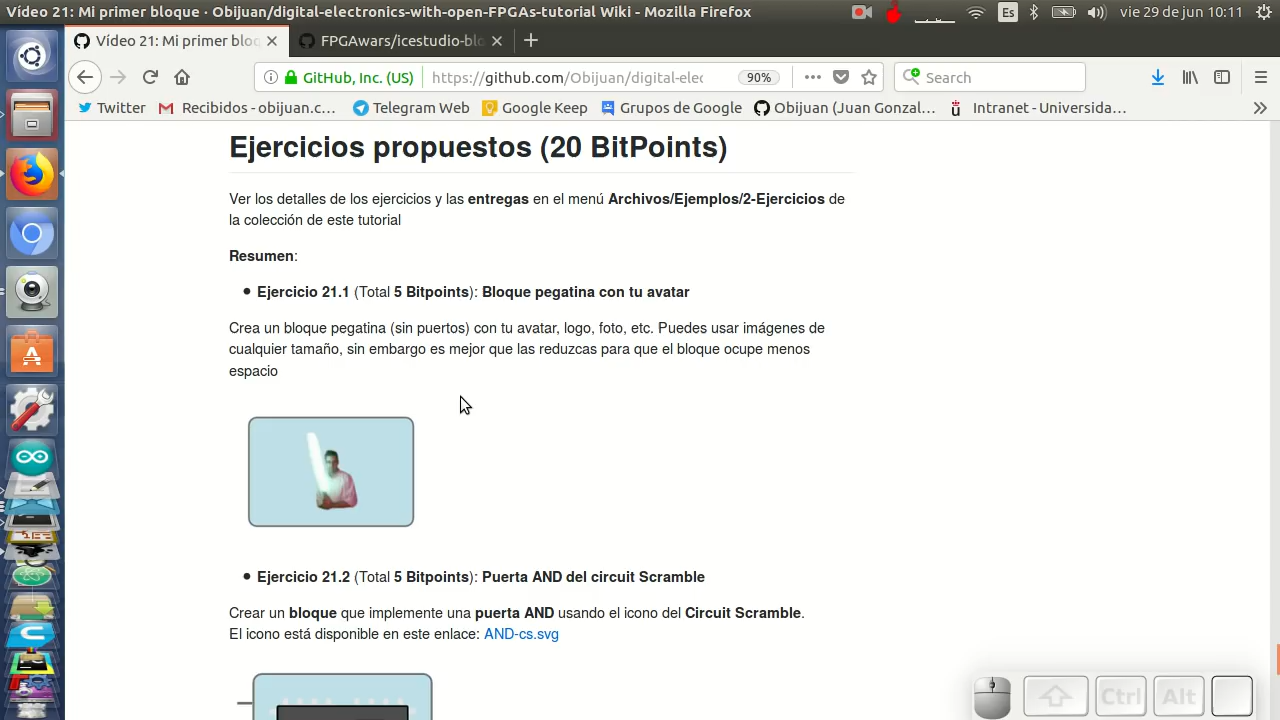 Vídeo 21: Mi primer bloque · Obijuan/digital-electronics-with-open-FPGAs-tutorial Wiki - Mozilla Firefox
Es
vie 29 de jun 10:11
Vídeo 21: Mi primer bloq
FPGAwars/icestudio-blo
GitHub, Inc. (US)
https://github.com/Obijuan/digital-elec
90%
Search
Twitter
Recibidos - obijuan.c…
Telegram Web
Google Keep
Grupos de Google
Obijuan (Juan Gonzal…
Intranet - Universida…
Ejercicios propuestos (20 BitPoints)
Ver los detalles de los ejercicios y las entregas en el menú Archivos/Ejemplos/2-Ejercicios de
la colección de este tutorial
Resumen:
• Ejercicio 21.1 (Total 5 Bitpoints): Bloque pegatina con tu avatar
Crea un bloque pegatina (sin puertos) con tu avatar, logo, foto, etc. Puedes usar imágenes de
cualquier tamaño, sin embargo es mejor que las reduzcas para que el bloque ocupe menos
espacio
• Ejercicio 21.2 (Total 5 Bitpoints): Puerta AND del circuit Scramble
Crear un bloque que implemente una puerta AND usando el icono del Circuit Scramble.
El icono está disponible en este enlace: AND-cs.svg
Ctrl
Alt